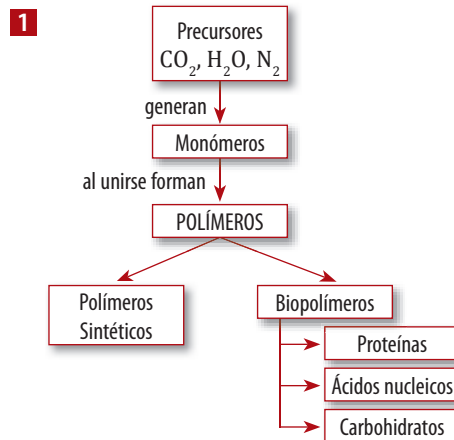 1
Precursores
CO₂, H₂O, N₂
generan
Monómeros
al unirse forman
POLÍMEROS
Polímeros
Sintéticos
Biopolímeros
Proteínas
Ácidos nucleicos
Carbohidratos